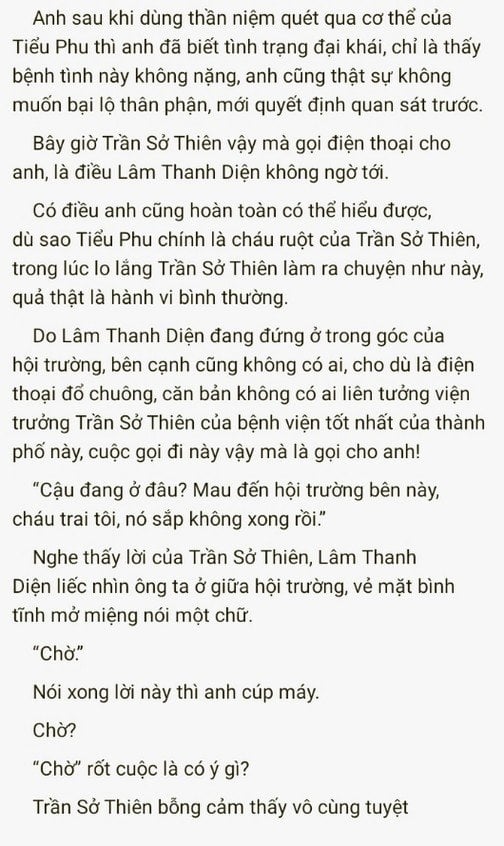 Anh sau khi dùng thần niệm quét qua cơ thể của
Tiểu Phu thì anh đã biết tình trạng đại khái, chỉ là thấy
bệnh tình này không nặng, anh cũng thật sự không
muốn bại lộ thân phận, mới quyết định quan sát trước.
Bây giờ Trần Sở Thiên vậy mà gọi điện thoại cho
anh, là điều Lâm Thanh Diện không ngờ tới.
Có điều anh cũng hoàn toàn có thể hiểu được,
dù sao Tiểu Phu chính là cháu ruột của Trần Sở Thiên,
trong lúc lo lắng Trần Sở Thiên làm ra chuyện như này,
quả thật là hành vi bình thường.
Do Lâm Thanh Diện đang đứng ở trong góc của
hội trường, bên cạnh cũng không có ai, cho dù là điện
thoại đổ chuông, căn bản không có ai liên tưởng viện
trưởng Trần Sở Thiên của bệnh viện tốt nhất của thành
phố này, cuộc gọi đi này vậy mà là gọi cho anh!
“Cậu đang ở đâu? Mau đến hội trường bên này,
cháu trai tôi, nó sắp không xong rồi.”
Nghe thấy lời của Trần Sở Thiên, Lâm Thanh
Diện liếc nhìn ông ta ở giữa hội trường, vẻ mặt bình
tĩnh mở miệng nói một chữ.
“Chờ.”
Nói xong lời này thì anh cúp máy.
Chờ?
“Chờ” rốt cuộc là có ý gì?
Trần Sở Thiên bỗng cảm thấy vô cùng tuyệt